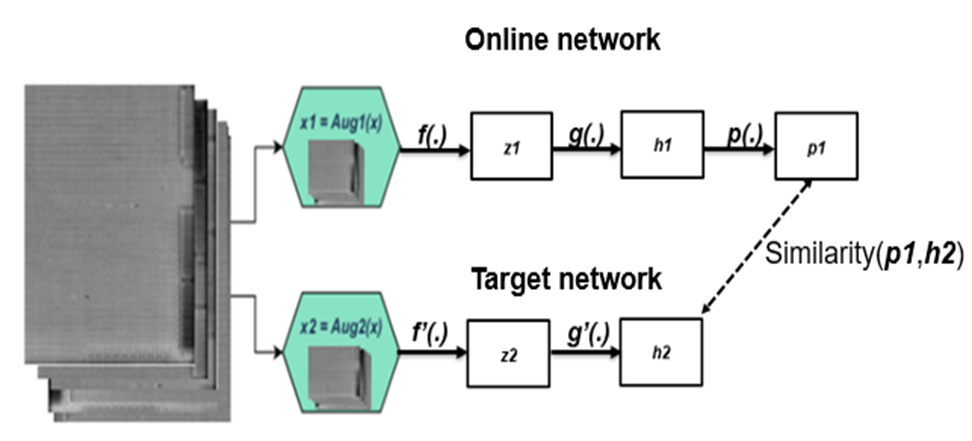 Online network
x1 = Aug1(x)
f(.)
z1
g(.)
h1
p(.)
p1
Similarity(p1,h2)
Target network
x2 = Aug2(x)
f'(.)
z2
g'(.)
h2